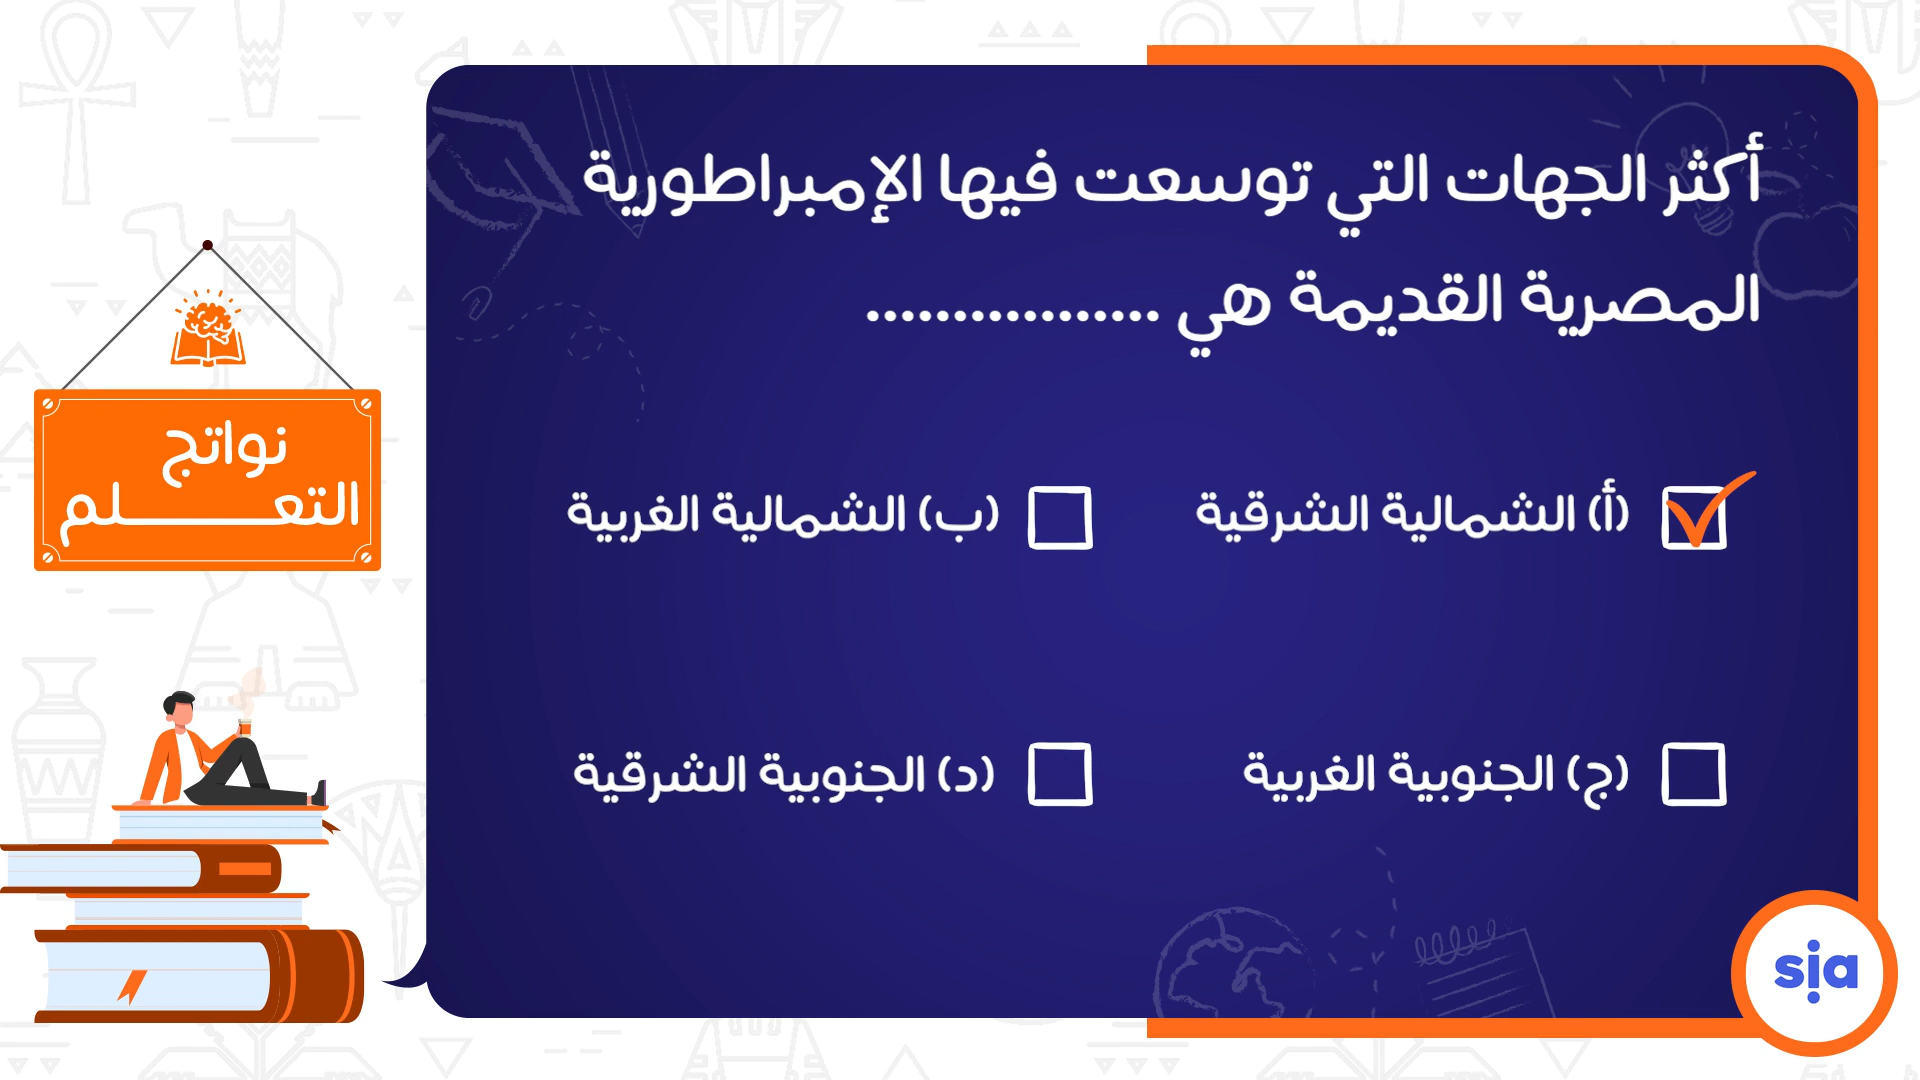 أكثر الجهات التي توسعت فيها الإمبراطورية
المصرية القديمة هي .................
(أ) الشمالية الشرقية
(ب) الشمالية الغربية
(ج) الجنوبية الغربية
(د) الجنوبية الشرقية
نواتج
التعـــــــــلم
sia